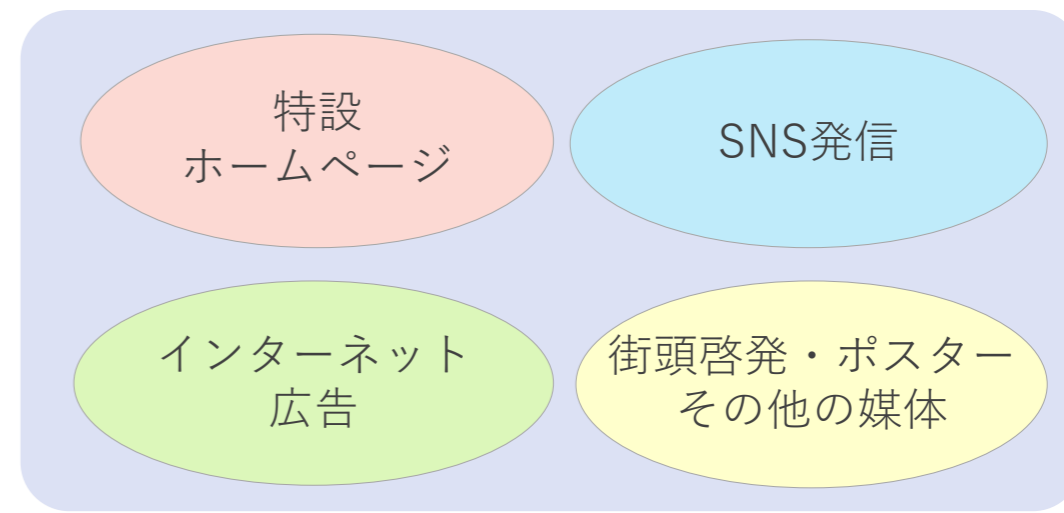 特設
ホームページ
SNS発信
インターネット
広告
街頭啓発・ポスター
その他の媒体